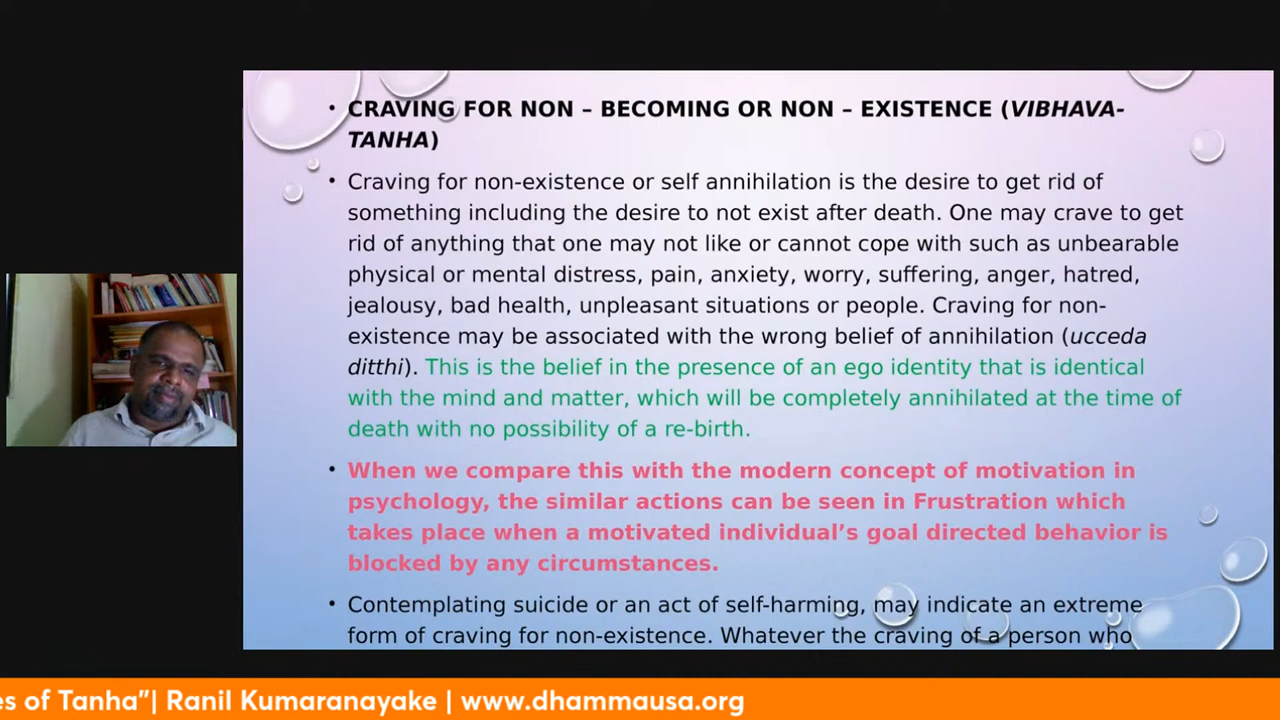 • CRAVING FOR NON – BECOMING OR NON – EXISTENCE (VIBHAVA-
TANHA)
• Craving for non-existence or self annihilation is the desire to get rid of
something including the desire to not exist after death. One may crave to get
rid of anything that one may not like or cannot cope with such as unbearable
physical or mental distress, pain, anxiety, worry, suffering, anger, hatred,
jealousy, bad health, unpleasant situations or people. Craving for non-
existence may be associated with the wrong belief of annihilation (ucceda
ditthi). This is the belief in the presence of an ego identity that is identical
with the mind and matter, which will be completely annihilated at the time of
death with no possibility of a re-birth.
• When we compare this with the modern concept of motivation in
psychology, the similar actions can be seen in Frustration which
takes place when a motivated individual’s goal directed behavior is
blocked by any circumstances.
• Contemplating suicide or an act of self-harming, may indicate an extreme
form of craving for non-existence. Whatever the craving of a person who
es of Tanha"| Ranil Kumaranayake | www.dhammausa.org